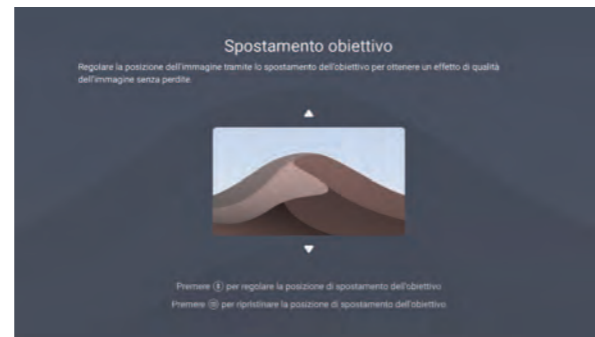 Spostamento obiettivo
Regolare la posizione dell'immagine tramite lo spostamento dell'obiettivo per ottenere un effetto di qualità
dell'immagine senza perdite.
Premere per regolare la posizione di spostamento dell'obiettivo
Premere per ripristinare la posizione di spostamento dell'obiettivo